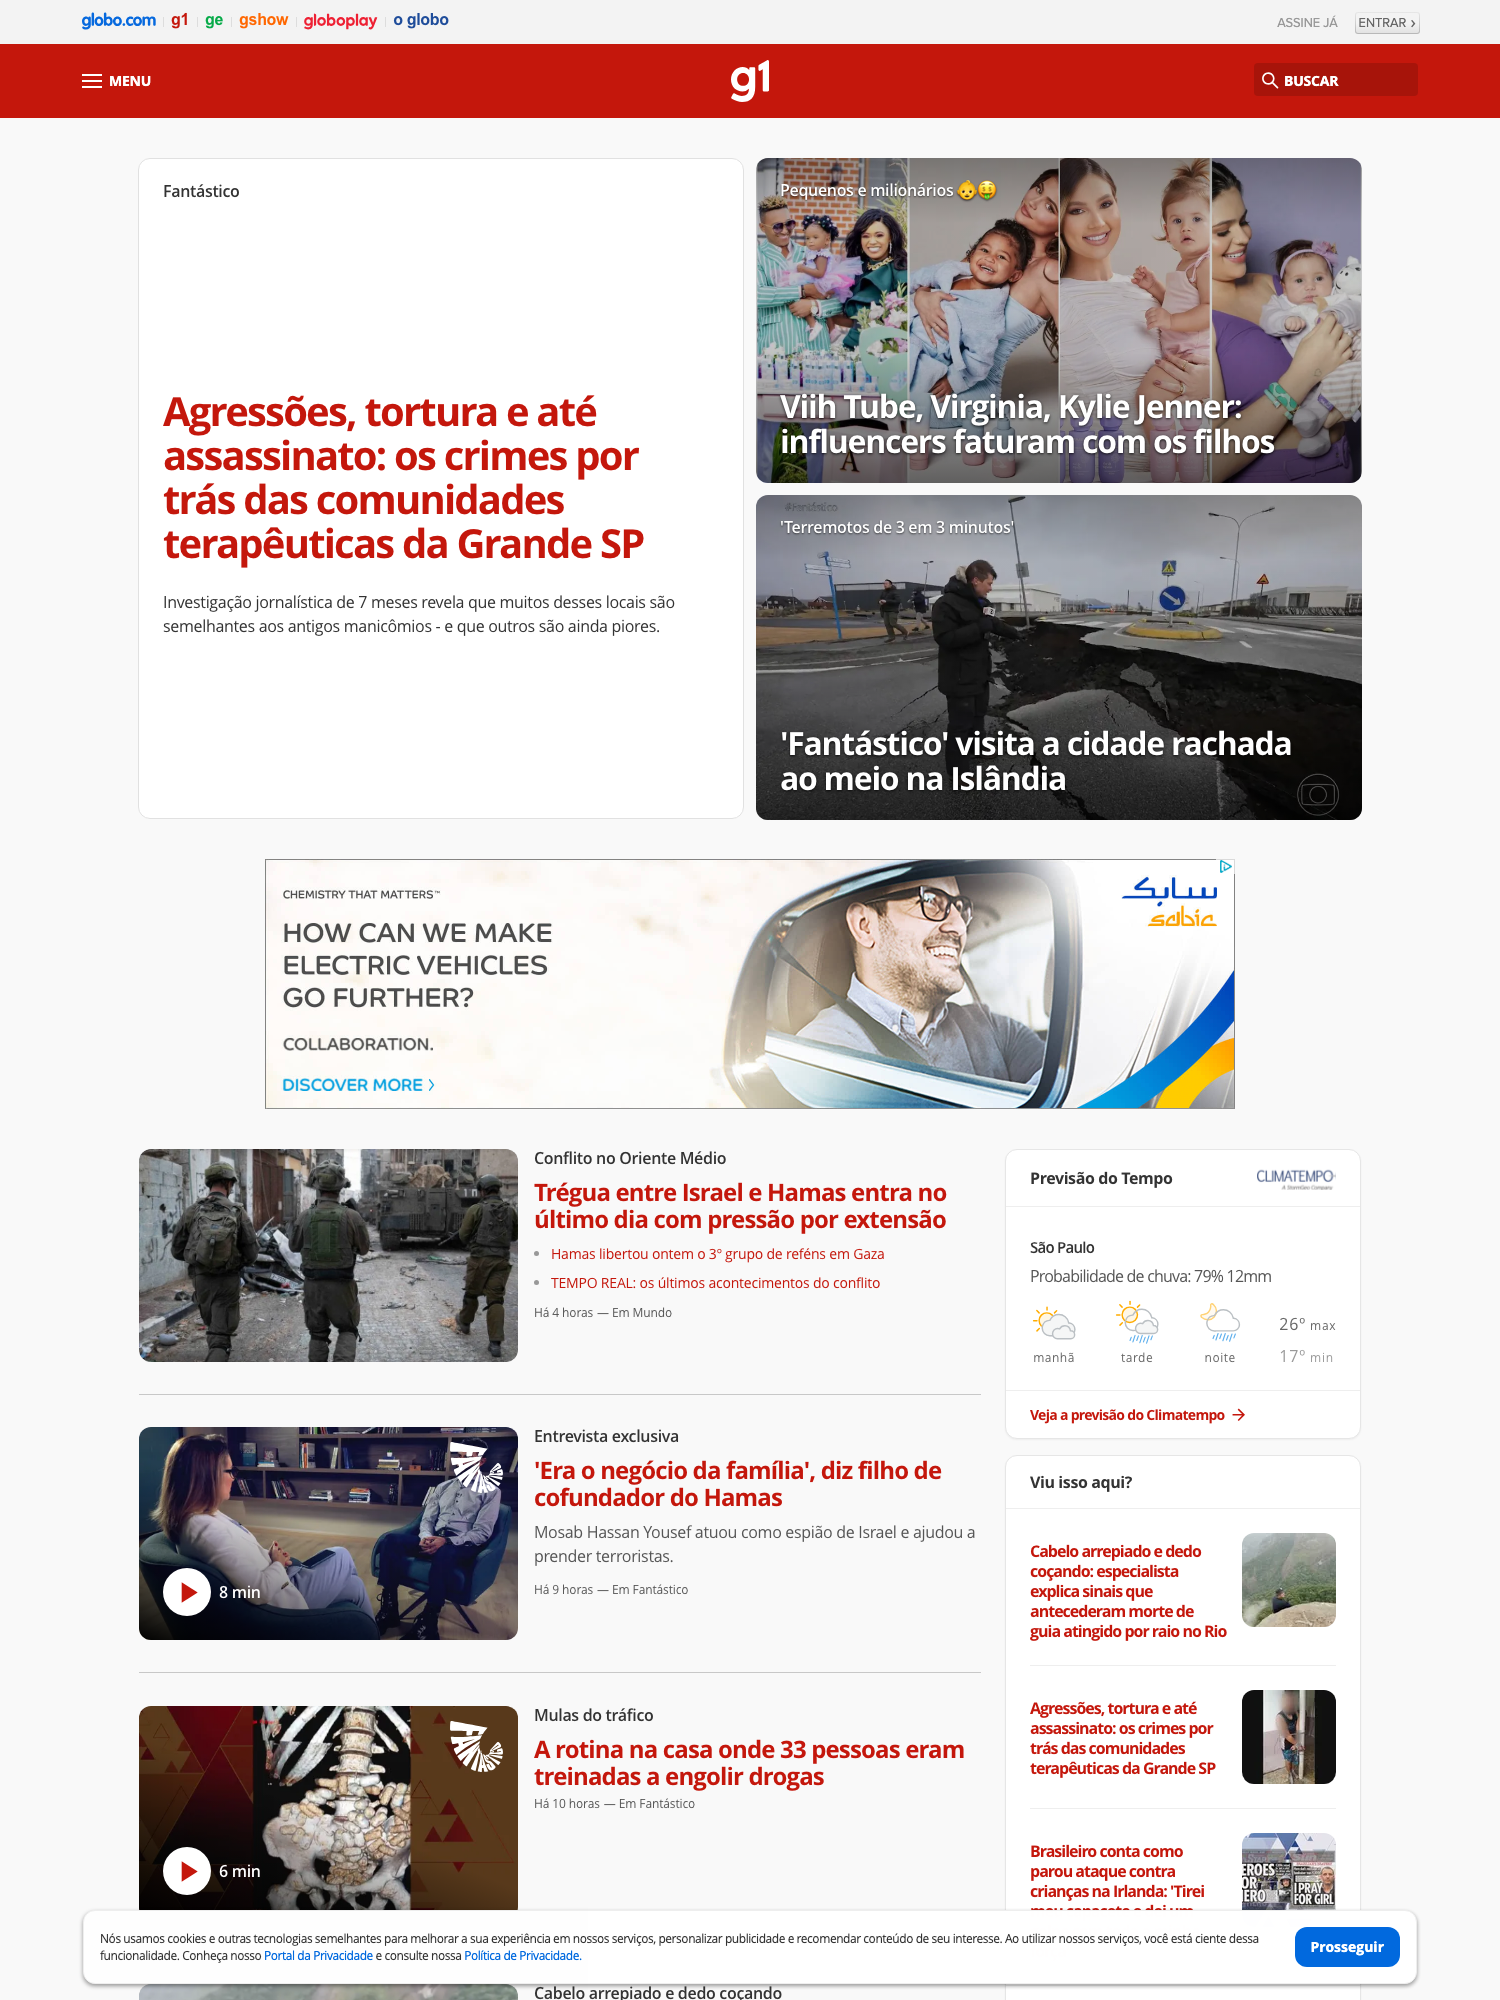 globo.com g1 ge gshow globoplay o globo
ASSINE JÁ ENTRAR ›
MENU
g1
BUSCAR
Fantástico
Agressões, tortura e até
assassinato: os crimes por
trás das comunidades
terapêuticas da Grande SP
Investigação jornalística de 7 meses revela que muitos desses locais são
semelhantes aos antigos manicômios - e que outros são ainda piores.
Pequenos e milionários 👶🤑
A
Viih Tube, Virginia, Kylie Jenner:
influencers faturam com os filhos
#Fantástico
'Terremotos de 3 em 3 minutos'
'Fantástico' visita a cidade rachada
ao meio na Islândia
CHEMISTRY THAT MATTERS™
HOW CAN WE MAKE
ELECTRIC VEHICLES
GO FURTHER?
COLLABORATION.
DISCOVER MORE ›
سابك
sabic
Conflito no Oriente Médio
Trégua entre Israel e Hamas entra no
último dia com pressão por extensão
Hamas libertou ontem o 3º grupo de reféns em Gaza
TEMPO REAL: os últimos acontecimentos do conflito
Há 4 horas — Em Mundo
8 min
Entrevista exclusiva
'Era o negócio da família', diz filho de
cofundador do Hamas
Mosab Hassan Yousef atuou como espião de Israel e ajudou a
prender terroristas.
Há 9 horas — Em Fantástico
6 min
Mulas do tráfico
A rotina na casa onde 33 pessoas eram
treinadas a engolir drogas
Há 10 horas — Em Fantástico
Cabelo arrepiado e dedo coçando
Previsão do Tempo
CLIMATEMPO
A StormGeo Company
São Paulo
Probabilidade de chuva: 79% 12mm
manhã tarde noite
26º max
17º min
Veja a previsão do Climatempo →
Viu isso aqui?
Cabelo arrepiado e dedo
coçando: especialista
explica sinais que
antecederam morte de
guia atingido por raio no Rio
Agressões, tortura e até
assassinato: os crimes por
trás das comunidades
terapêuticas da Grande SP
Brasileiro conta como
parou ataque contra
crianças na Irlanda: 'Tirei
meu capacete e dei um
EROES
OR
ERO
I PRAY
FOR GIRL
Nós usamos cookies e outras tecnologias semelhantes para melhorar a sua experiência em nossos serviços, personalizar publicidade e recomendar conteúdo de seu interesse. Ao utilizar nossos serviços, você está ciente dessa
funcionalidade. Conheça nosso Portal da Privacidade e consulte nossa Política de Privacidade.
Prosseguir